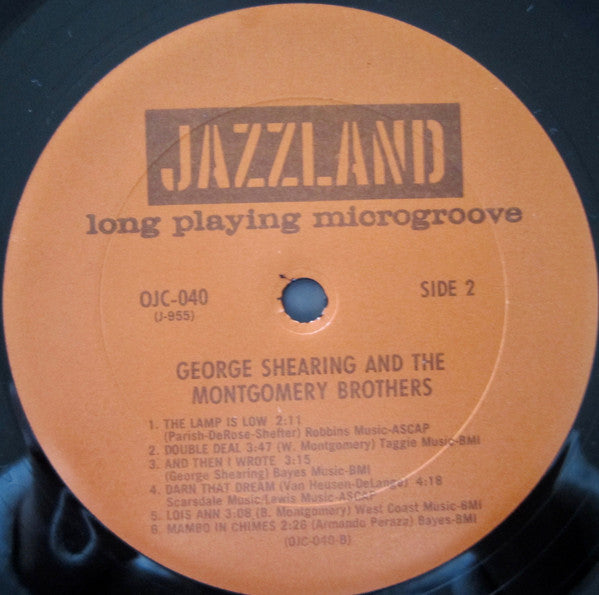 JAZZLAND
long playing microgroove
OJC-040 SIDE 2
(J-955)
GEORGE SHEARING AND THE
MONTGOMERY BROTHERS
1. THE LAMP IS LOW 2:11
(Parish-DeRose-Shefter) Robbins Music-ASCAP
2. DOUBLE DEAL 3:47 (W. Montgomery) Taggie Music-BMI
3. AND THEN I WROTE 3:15
(George Shearing) Bayes Music-BMI
4. DARN THAT DREAM (Van Heusen-DeLange) 4:18
Scarsdale Music/Lewis Music-ASCAP
5. LOIS ANN 3:08 (B. Montgomery) West Coast Music-BMI
6. MAMBO IN CHIMES 2:26 (Armando Peraza) Bayes-BMI
(OJC-040-B)